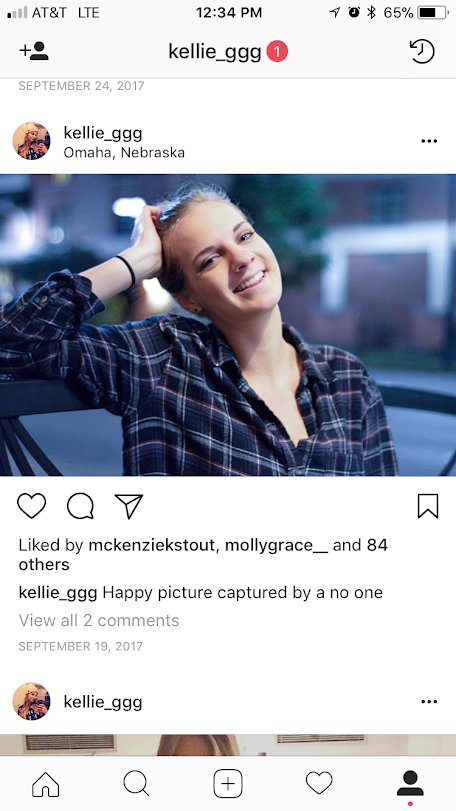 AT&T LTE 12:34 PM 65%
kellie_ggg 1
SEPTEMBER 24, 2017
kellie_ggg
Omaha, Nebraska
Liked by mckenziekstout, mollygrace__ and 84
others
kellie_ggg Happy picture captured by a no one
View all 2 comments
SEPTEMBER 19, 2017
kellie_ggg